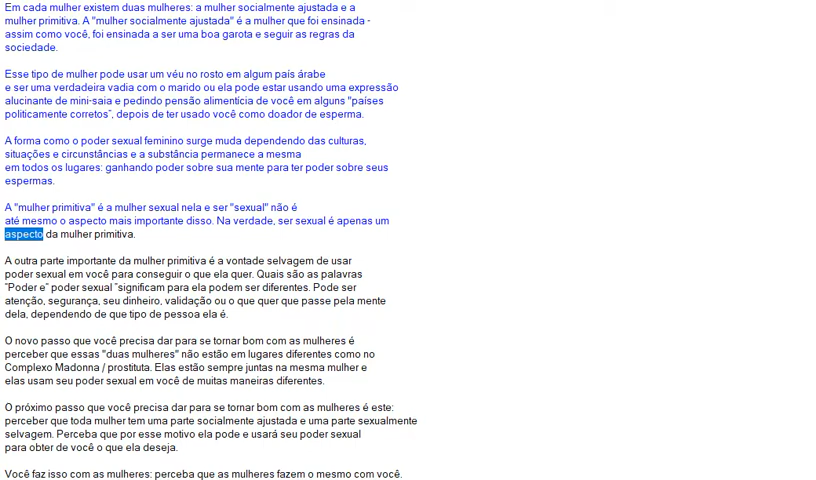 Em cada mulher existem duas mulheres: a mulher socialmente ajustada e a
mulher primitiva. A "mulher socialmente ajustada" é a mulher que foi ensinada -
assim como você, foi ensinada a ser uma boa garota e seguir as regras da
sociedade.
Esse tipo de mulher pode usar um véu no rosto em algum país árabe
e ser uma verdadeira vadia com o marido ou ela pode estar usando uma expressão
alucinante de mini-saia e pedindo pensão alimentícia de você em alguns "países
politicamente corretos", depois de ter usado você como doador de esperma.
A forma como o poder sexual feminino surge muda dependendo das culturas,
situações e circunstâncias e a substância permanece a mesma
em todos os lugares: ganhando poder sobre sua mente para ter poder sobre seus
espermas.
A "mulher primitiva" é a mulher sexual nela e ser "sexual" não é
até mesmo o aspecto mais importante disso. Na verdade, ser sexual é apenas um
aspecto da mulher primitiva.
A outra parte importante da mulher primitiva é a vontade selvagem de usar
poder sexual em você para conseguir o que ela quer. Quais são as palavras
"Poder e" poder sexual "significam para ela podem ser diferentes. Pode ser
atenção, segurança, seu dinheiro, validação ou o que quer que passe pela mente
dela, dependendo de que tipo de pessoa ela é.
O novo passo que você precisa dar para se tornar bom com as mulheres é
perceber que essas "duas mulheres" não estão em lugares diferentes como no
Complexo Madonna / prostituta. Elas estão sempre juntas na mesma mulher e
elas usam seu poder sexual em você de muitas maneiras diferentes.
O próximo passo que você precisa dar para se tornar bom com as mulheres é este:
perceber que toda mulher tem uma parte socialmente ajustada e uma parte sexualmente
selvagem. Perceba que por esse motivo ela pode e usará seu poder sexual
para obter de você o que ela deseja.
Você faz isso com as mulheres: perceba que as mulheres fazem o mesmo com você.